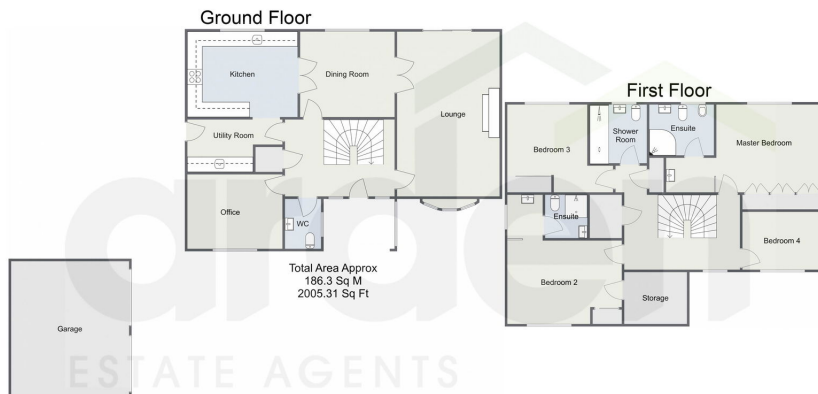 Ground Floor
Kitchen
Dining Room
Lounge
Utility Room
Office
WC
Total Area Approx
186.3 Sq M
2005.31 Sq Ft
Garage
First Floor
Bedroom 3
Shower
Room
Ensuite
Master Bedroom
Ensuite
Bedroom 4
Bedroom 2
Storage
arden
ESTATE AGENTS